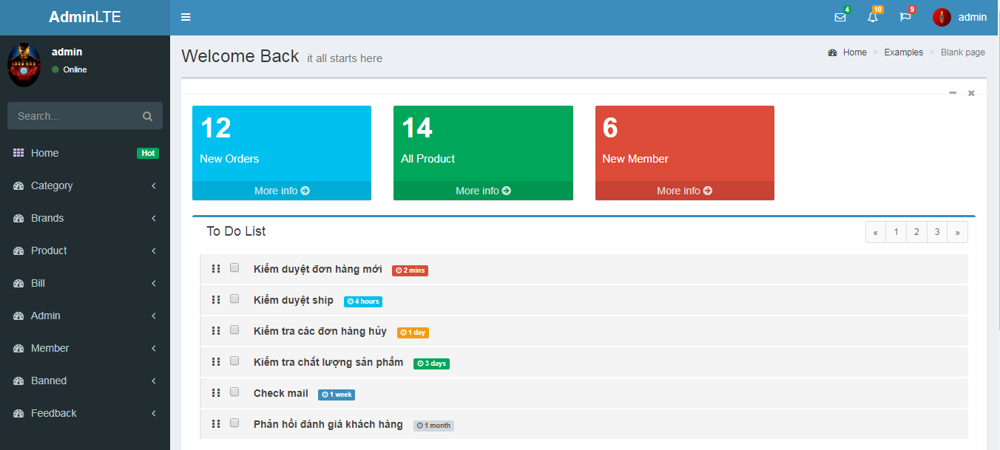 AdminLTE
4
10
9
admin
admin
Online
Search...
Home Hot
Category
Brands
Product
Bill
Admin
Member
Banned
Feedback
Welcome Back it all starts here
Home > Examples > Blank page
12
New Orders
More info
14
All Product
More info
6
New Member
More info
To Do List
« 1 2 3 »
Kiểm duyệt đơn hàng mới 2 mins
Kiểm duyệt ship 4 hours
Kiểm tra các đơn hàng hủy 1 day
Kiểm tra chất lượng sản phẩm 3 days
Check mail 1 week
Phản hồi đánh giá khách hàng 1 month